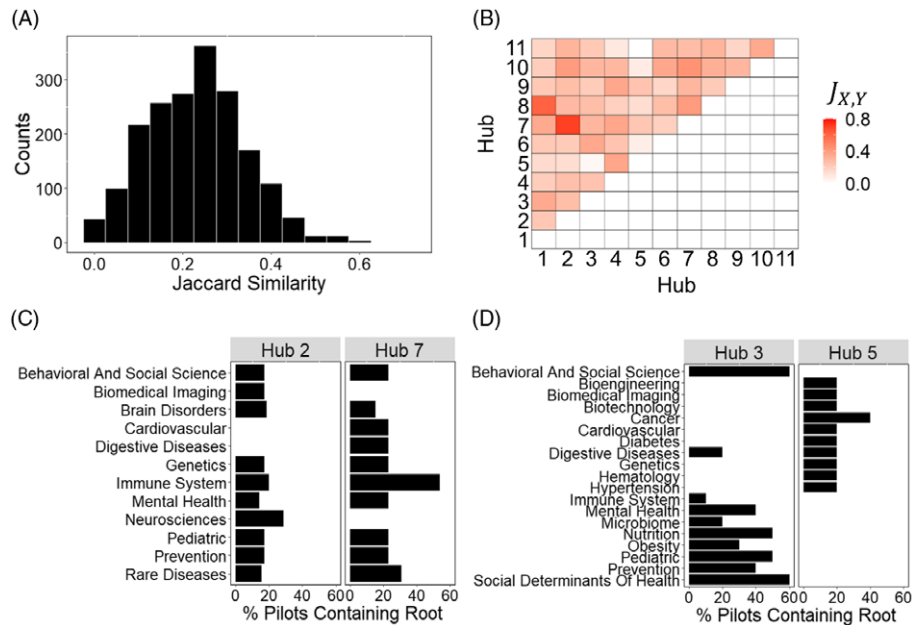 (A)
Counts
300
200
100
0
0.0 0.2 0.4 0.6
Jaccard Similarity
(B)
Hub
11
10
9
8
7
6
5
4
3
2
1
1 2 3 4 5 6 7 8 9 10 11
Hub
J_X,Y
0.8
0.4
0.0
(C)
Hub 2 Hub 7
Behavioral And Social Science
Biomedical Imaging
Brain Disorders
Cardiovascular
Digestive Diseases
Genetics
Immune System
Mental Health
Neurosciences
Pediatric
Prevention
Rare Diseases
0 20 40 60 0 20 40 60
% Pilots Containing Root
(D)
Hub 3 Hub 5
Behavioral And Social Science
Bioengineering
Biomedical Imaging
Biotechnology
Cancer
Cardiovascular
Diabetes
Digestive Diseases
Genetics
Hematology
Hypertension
Immune System
Mental Health
Microbiome
Nutrition
Obesity
Pediatric
Prevention
Social Determinants Of Health
0 20 40 60 0 20 40 60
% Pilots Containing Root